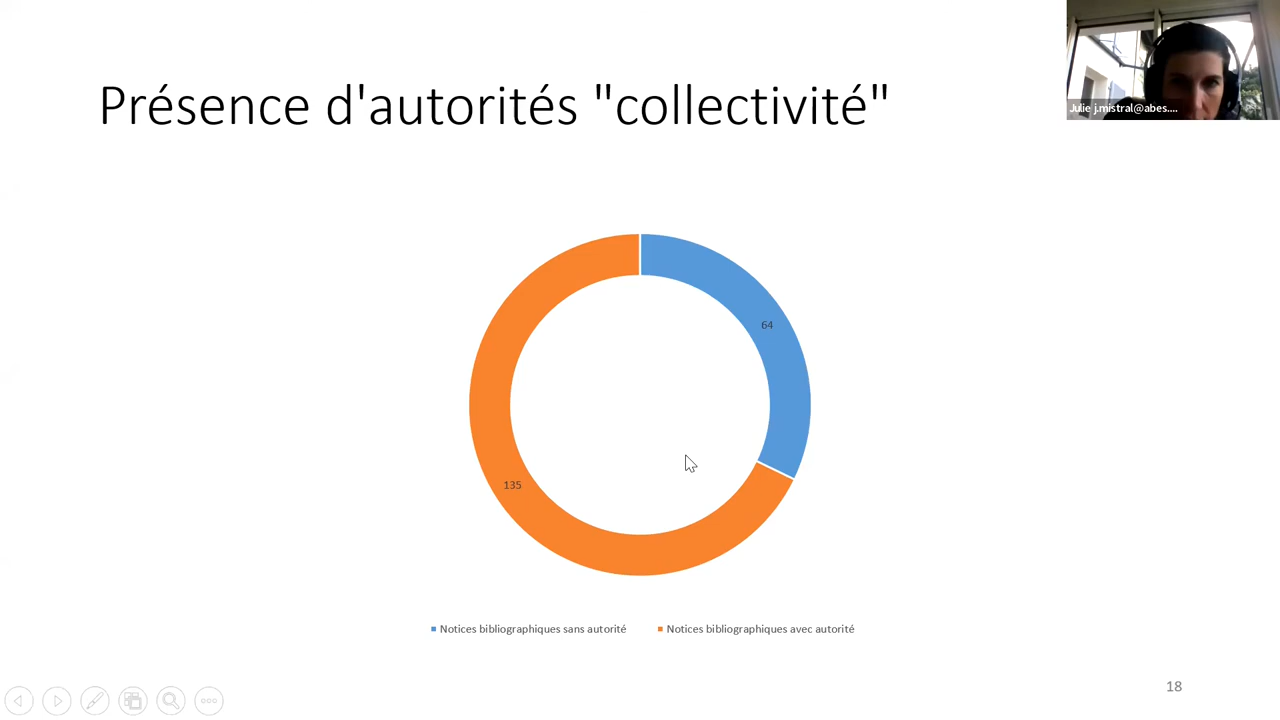 Julie j.mistral@abes....
Présence d'autorités "collectivité"
64
135
Notices bibliographiques sans autorité
Notices bibliographiques avec autorité
18